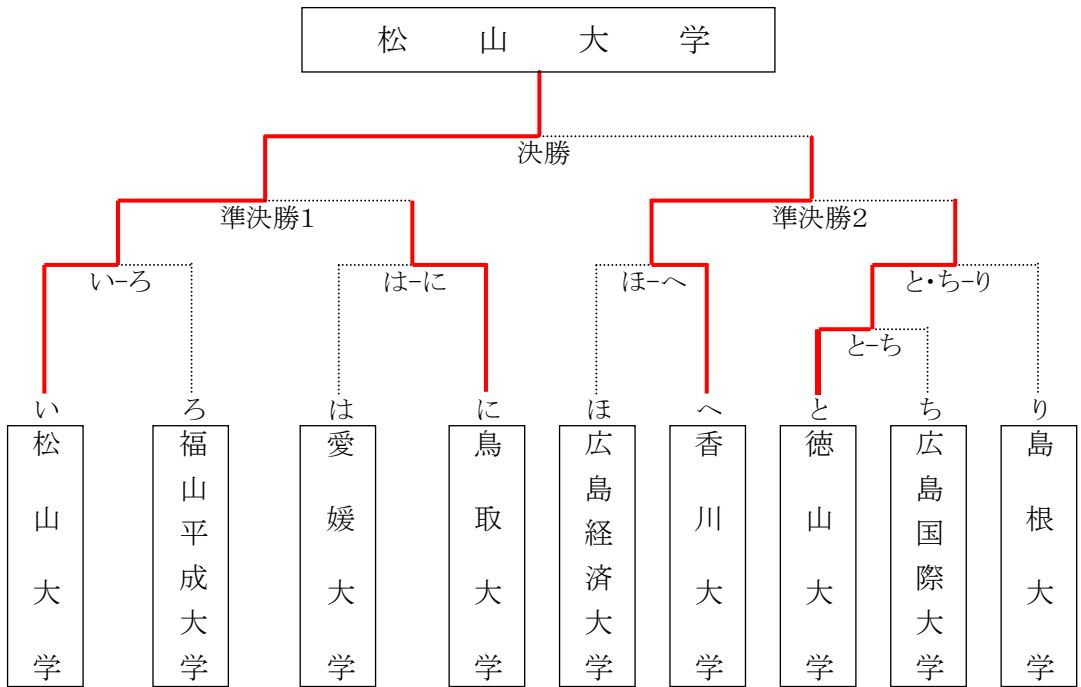 松山大学
決勝
準決勝1
準決勝2
い-ろ
は-に
ほ-へ
と・ち-り
と-ち
い
ろ
は
に
ほ
へ
と
ち
り
松山大学
福山平成大学
愛媛大学
鳥取大学
広島経済大学
香川大学
徳山大学
広島国際大学
島根大学